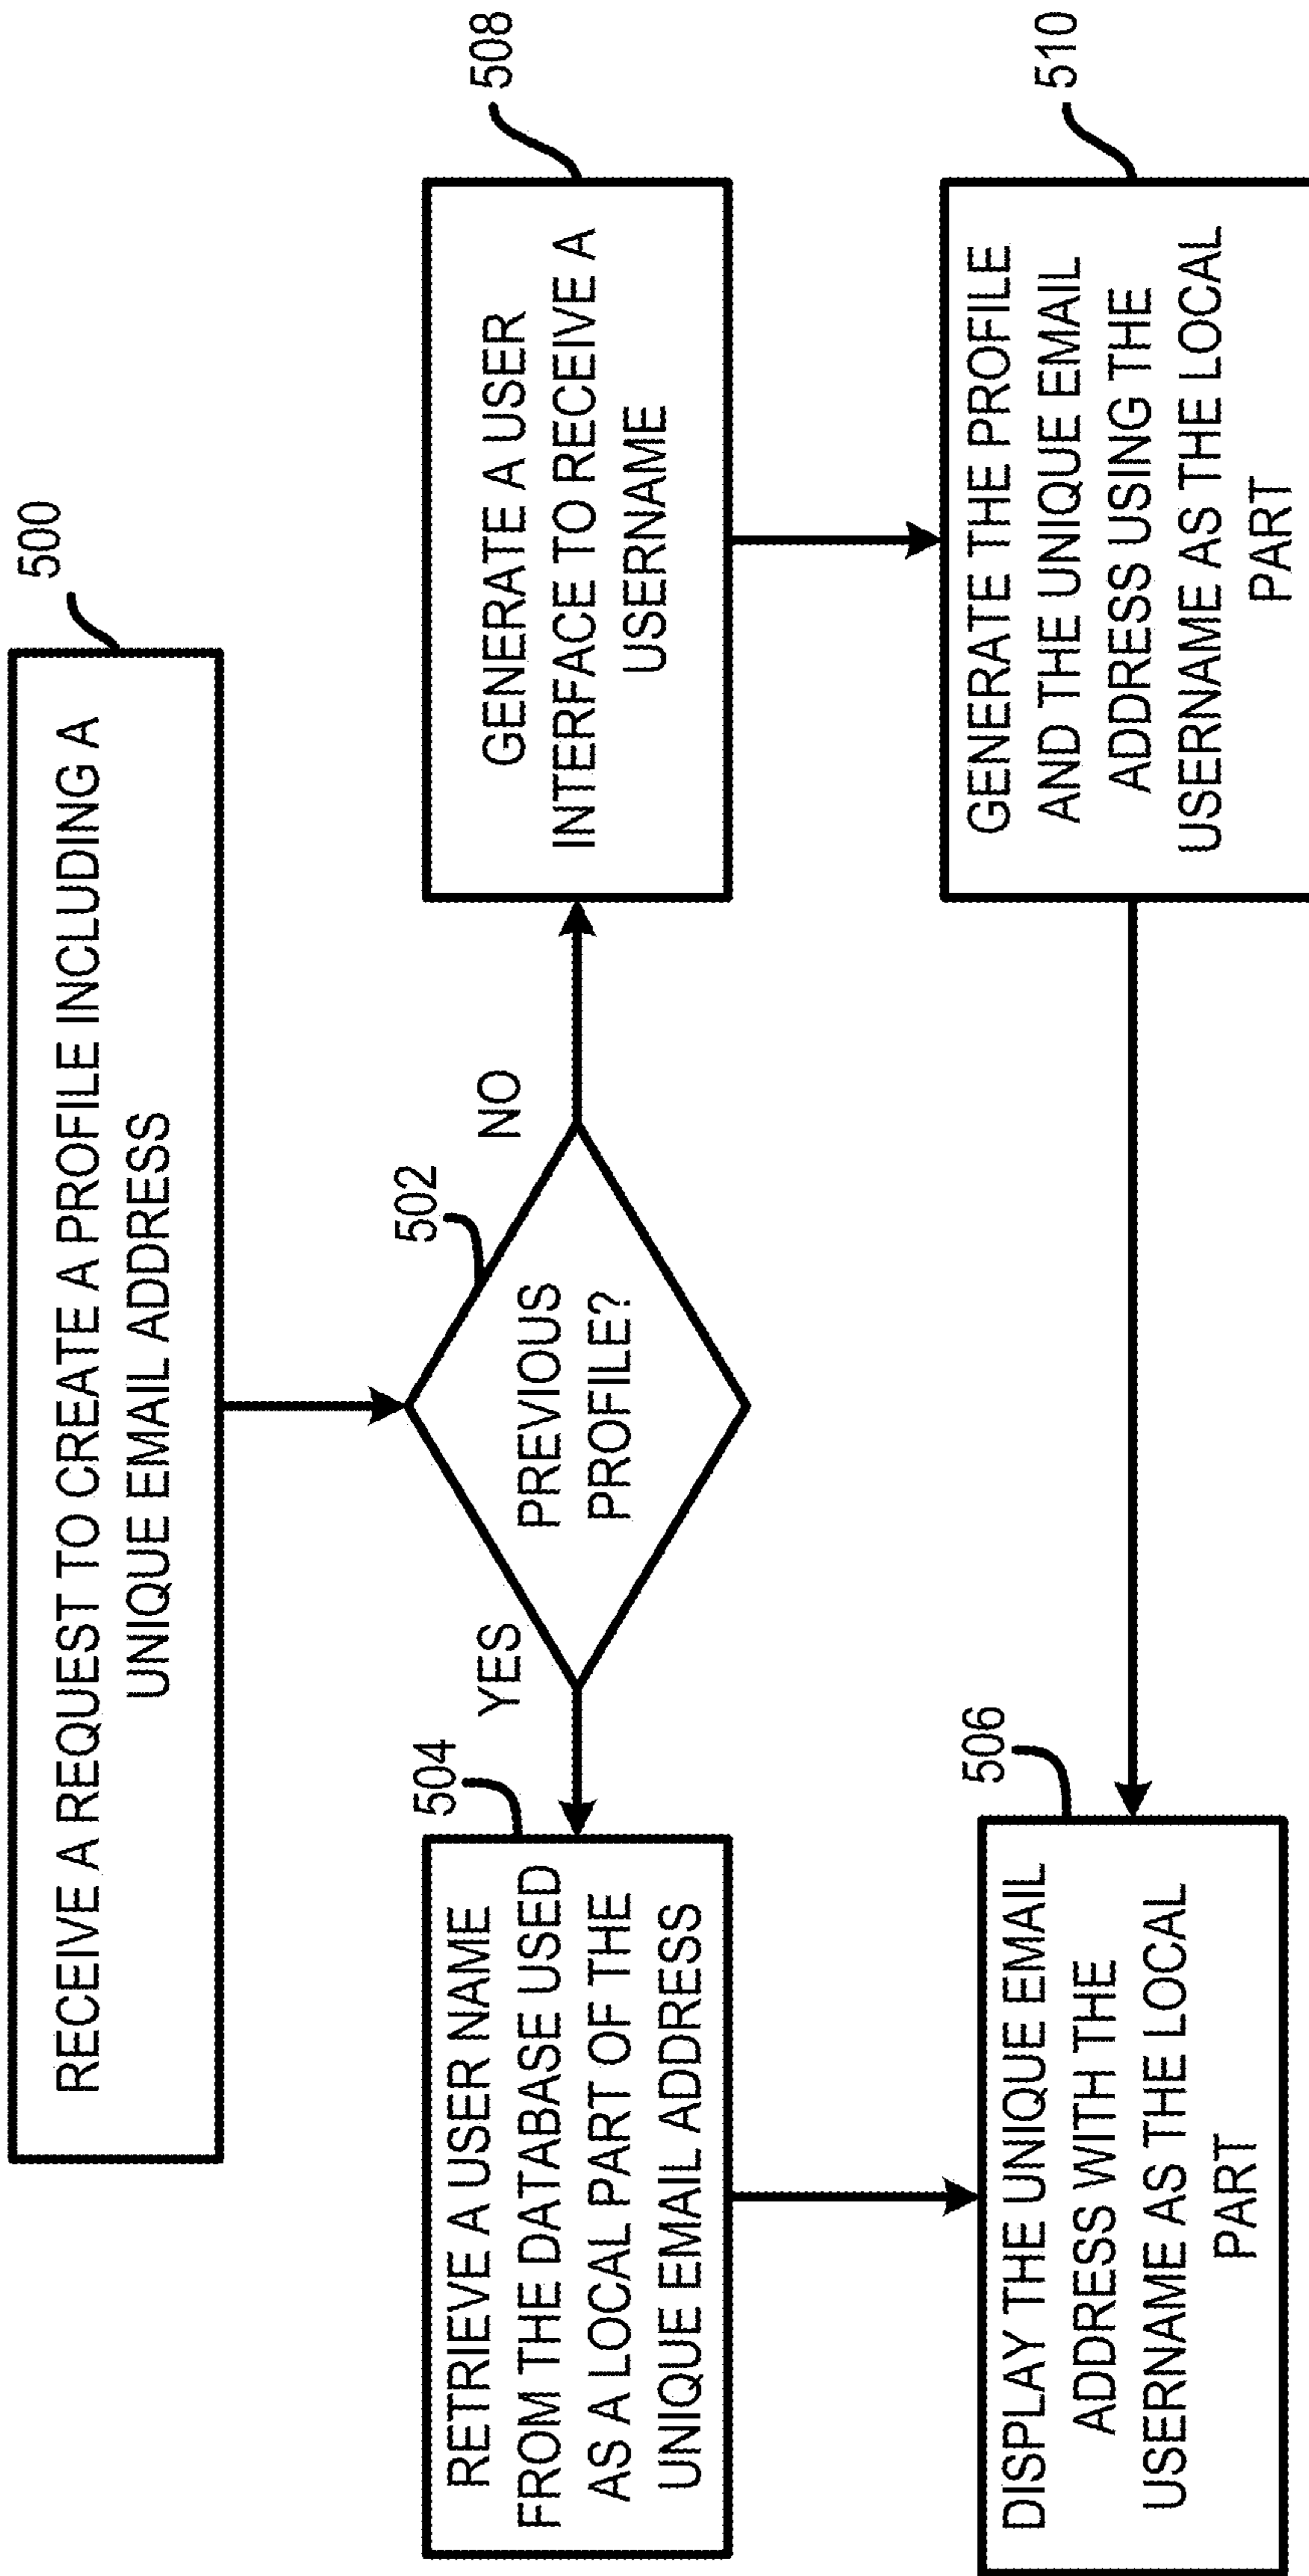 500
RECEIVE A REQUEST TO CREATE A PROFILE INCLUDING A
UNIQUE EMAIL ADDRESS
502
PREVIOUS
PROFILE?
YES
NO
504
RETRIEVE A USER NAME
FROM THE DATABASE USED
AS A LOCAL PART OF THE
UNIQUE EMAIL ADDRESS
508
GENERATE A USER
INTERFACE TO RECEIVE A
USERNAME
506
DISPLAY THE UNIQUE EMAIL
ADDRESS WITH THE
USERNAME AS THE LOCAL
PART
510
GENERATE THE PROFILE
AND THE UNIQUE EMAIL
ADDRESS USING THE
USERNAME AS THE LOCAL
PART